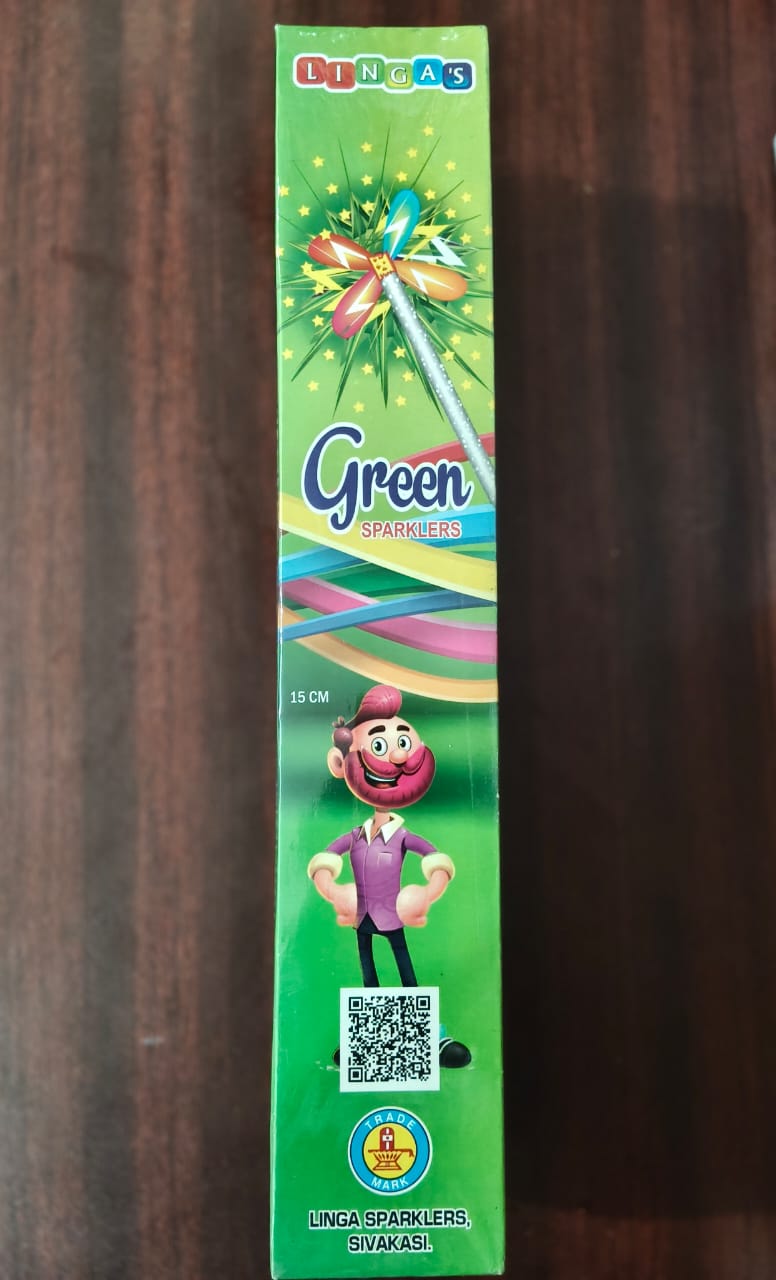 LINGA'S
Green
SPARKLERS
15 CM
TRADE
MARK
LINGA SPARKLERS,
SIVAKASI.